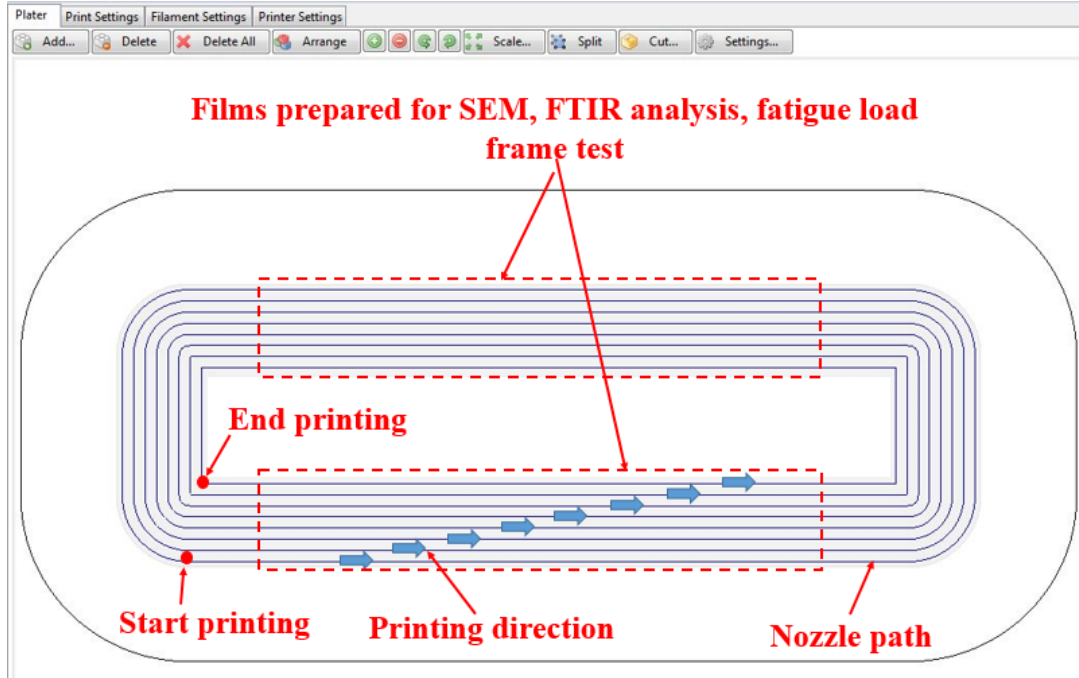 Plater Print Settings Filament Settings Printer Settings
Add... Delete Delete All Arrange Scale... Split Cut... Settings...
Films prepared for SEM, FTIR analysis, fatigue load
frame test
End printing
Start printing
Printing direction
Nozzle path